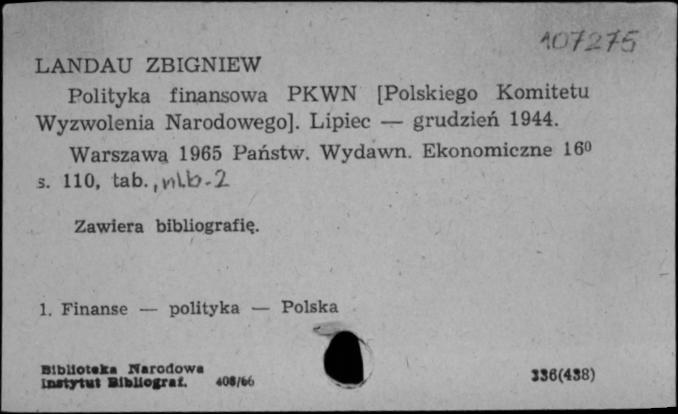 107275
LANDAU ZBIGNIEW
Polityka finansowa PKWN [Polskiego Komitetu
Wyzwolenia Narodowego]. Lipiec — grudzień 1944.
Warszawa 1965 Państw. Wydawn. Ekonomiczne 16⁰
s. 110, tab., nlb. 2
Zawiera bibliografię.
1. Finanse — polityka — Polska
Biblioteka Narodowa
Instytut Bibliograf. 408/66
336(438)